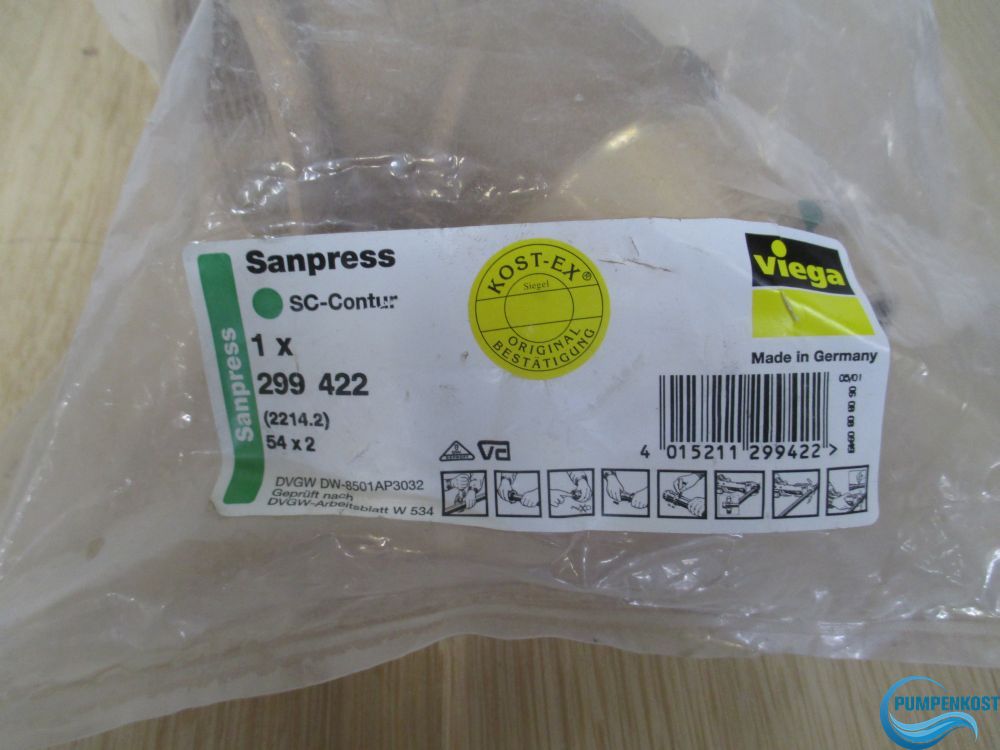 Sanpress
SC-Contur
1 x
299 422
(2214.2)
54 x 2
DVGW DW-8501AP3032
Geprüft nach
DVGW-Arbeitsblatt W 534
Sanpress
KOST-EX®
Siegel
ORIGINAL
BESTÄTIGUNG
viega
Made in Germany
4 015211 299422 >
05/01
PUMPENKOST